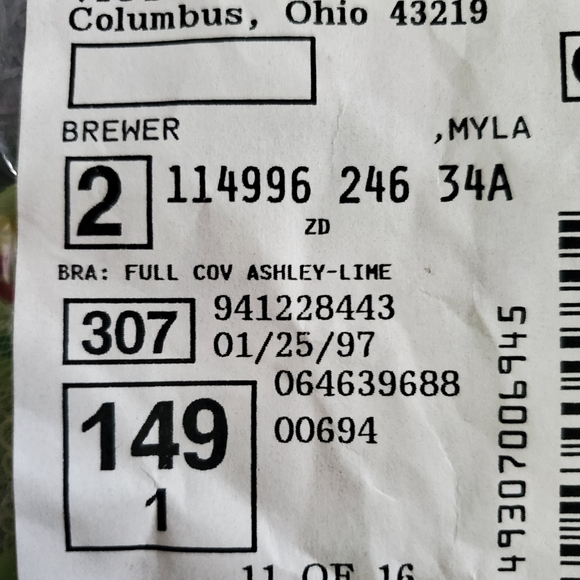 Columbus, Ohio 43219
BREWER ,MYLA
2 114996 246 34A
ZD
BRA: FULL COV ASHLEY-LIME
307 941228443
01/25/97
064639688
149 00694
1
11 OF 16
49307006945